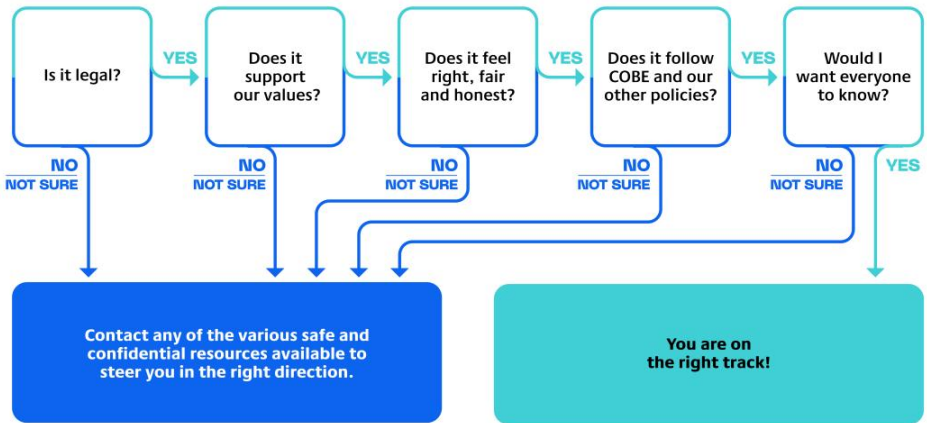 Is it legal?
YES
Does it
support
our values?
YES
Does it feel
right, fair
and honest?
YES
Does it follow
COBE and our
other policies?
YES
Would I
want everyone
to know?
NO
NOT SURE
NO
NOT SURE
NO
NOT SURE
NO
NOT SURE
NO
NOT SURE
YES
Contact any of the various safe and
confidential resources available to
steer you in the right direction.
You are on
the right track!